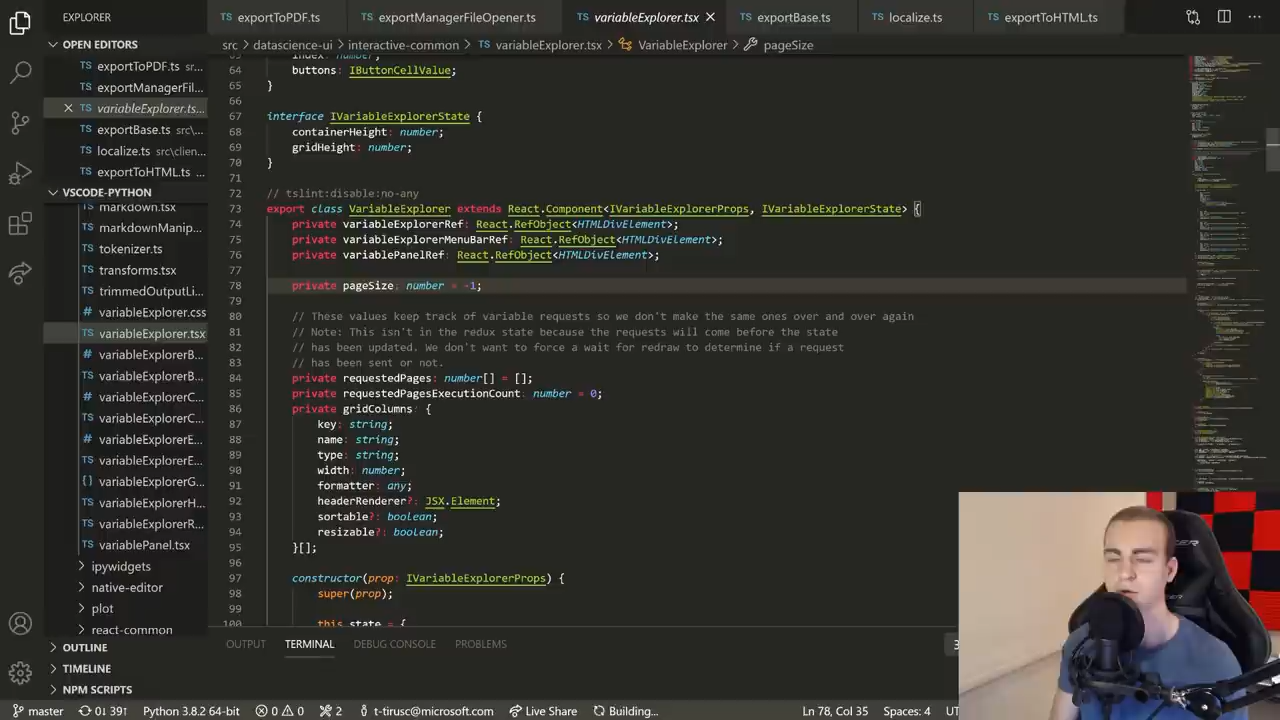 EXPLORER
exportToPDF.ts
exportManagerFileOpener.ts
variableExplorer.tsx
exportBase.ts
localize.ts
exportToHTML.ts
OPEN EDITORS
exportToPDF.ts sr...
exportManagerFil...
variableExplorer.ts...
exportBase.ts src\...
localize.ts src\clien...
exportToHTML.ts ...
VSCODE-PYTHON
markdown.tsx
markdownManip...
tokenizer.ts
transforms.tsx
trimmedOutputLi...
variableExplorer.css
variableExplorer.tsx
variableExplorerB...
variableExplorerB...
variableExplorerC...
variableExplorerC...
variableExplorerE...
variableExplorerE...
variableExplorerG...
variableExplorerH...
variableExplorerR...
variablePanel.tsx
ipywidgets
native-editor
plot
react-common
OUTLINE
TIMELINE
NPM SCRIPTS
src > datascience-ui > interactive-common > variableExplorer.tsx > VariableExplorer > pageSize
63 index: number;
64 buttons: IButtonCellValue;
65 }
66
67 interface IVariableExplorerState {
68 containerHeight: number;
69 gridHeight: number;
70 }
71
72 // tslint:disable:no-any
73 export class VariableExplorer extends React.Component<IVariableExplorerProps, IVariableExplorerState> {
74 private variableExplorerRef: React.RefObject<HTMLDivElement>;
75 private variableExplorerMenuBarRef: React.RefObject<HTMLDivElement>;
76 private variablePanelRef: React.RefObject<HTMLDivElement>;
77
78 private pageSize: number = -1;
79
80 // These values keep track of variable requests so we don't make the same ones over and over again
81 // Note: This isn't in the redux state because the requests will come before the state
82 // has been updated. We don't want to force a wait for redraw to determine if a request
83 // has been sent or not.
84 private requestedPages: number[] = [];
85 private requestedPagesExecutionCount: number = 0;
86 private gridColumns: {
87 key: string;
88 name: string;
89 type: string;
90 width: number;
91 formatter: any;
92 headerRenderer?: JSX.Element;
93 sortable?: boolean;
94 resizable?: boolean;
95 }[];
96
97 constructor(prop: IVariableExplorerProps) {
98 super(prop);
99
100 this.state = {
OUTPUT TERMINAL DEBUG CONSOLE PROBLEMS
3
master 0↓ 39↑ Python 3.8.2 64-bit 0 0 2 t-tirusc@microsoft.com Live Share Building... Ln 78, Col 35 Spaces: 4